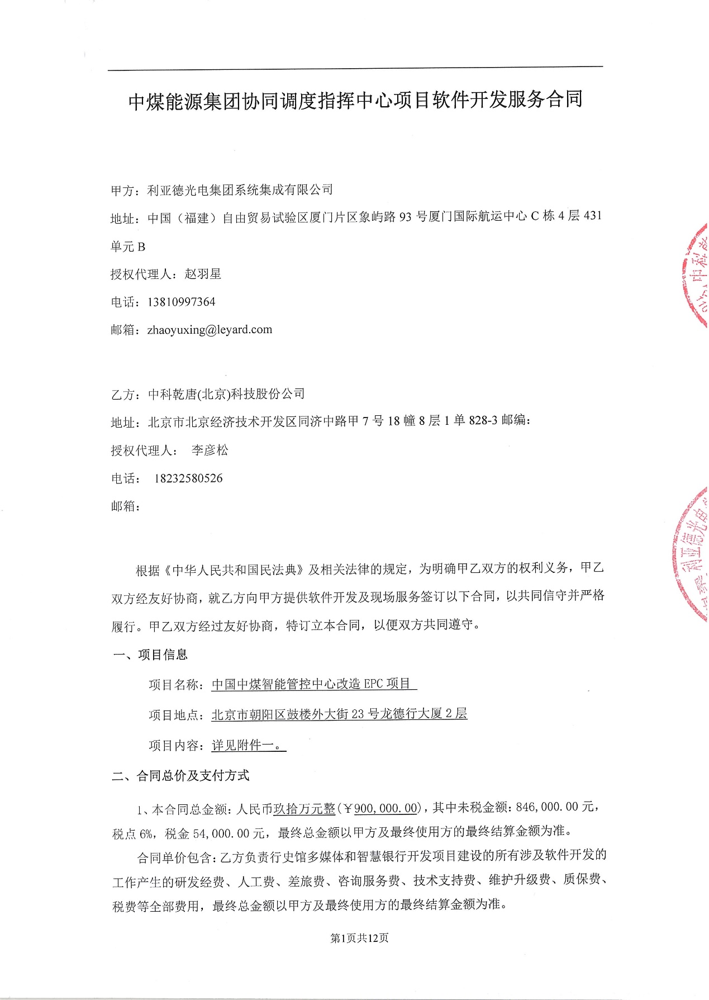 中煤能源集团协同调度指挥中心项目软件开发服务合同
甲方：利亚德光电集团系统集成有限公司
地址：中国（福建）自由贸易试验区厦门片区象屿路 93 号厦门国际航运中心 C 栋 4 层 431
单元 B
授权代理人：赵羽星
电话：13810997364
邮箱：zhaoyuxing@leyard.com
乙方：中科乾唐(北京)科技股份公司
地址：北京市北京经济技术开发区同济中路甲 7 号 18 幢 8 层 1 单 828-3 邮编：
授权代理人： 李彦松
电话： 18232580526
邮箱：
根据《中华人民共和国民法典》及相关法律的规定，为明确甲乙双方的权利义务，甲乙
双方经友好协商，就乙方向甲方提供软件开发及现场服务签订以下合同，以共同信守并严格
履行。甲乙双方经过友好协商，特订立本合同，以便双方共同遵守。
一、项目信息
项目名称：中国中煤智能管控中心改造 EPC 项目
项目地点：北京市朝阳区鼓楼外大街 23 号龙德行大厦 2 层
项目内容：详见附件一。
二、合同总价及支付方式
1、本合同总金额：人民币玖拾万元整(￥900,000.00)，其中未税金额：846,000.00 元，
税点 6%，税金 54,000.00 元，最终总金额以甲方及最终使用方的最终结算金额为准。
合同单价包含：乙方负责行史馆多媒体和智慧银行开发项目建设的所有涉及软件开发的
工作产生的研发经费、人工费、差旅费、咨询服务费、技术支持费、维护升级费、质保费、
税费等全部费用，最终总金额以甲方及最终使用方的最终结算金额为准。
第1页共12页
中科
利亚德光电